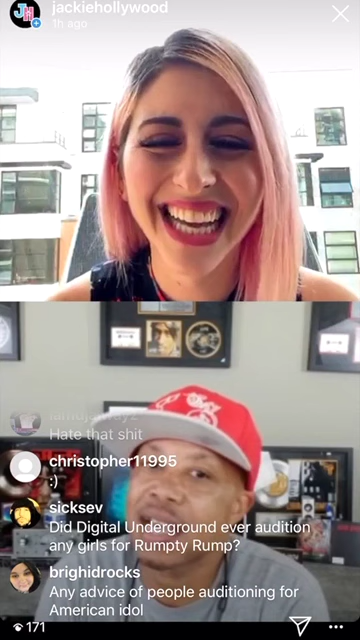 jackiehollywood
1h ago
Hate that shit
christopher11995
:)
sicksev
Did Digital Underground ever audition
any girls for Rumpty Rump?
brighidrocks
Any advice of people auditioning for
American idol
171